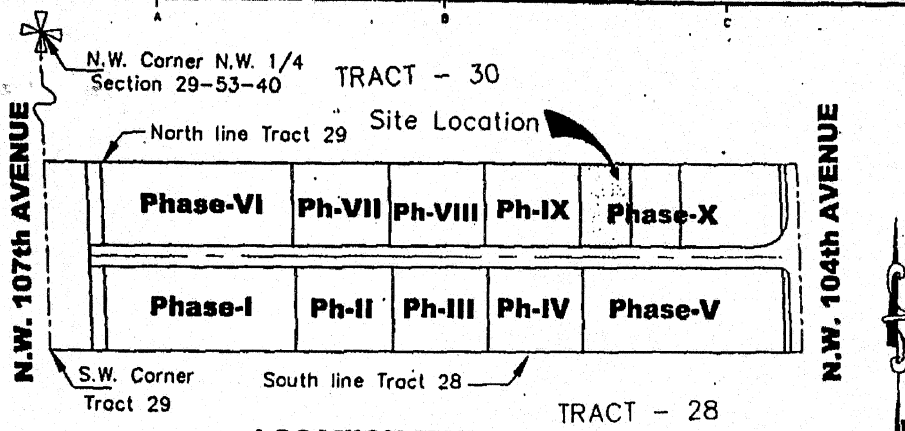 A B C
N.W. Corner N.W. 1/4
Section 29-53-40
TRACT - 30
North line Tract 29
Site Location
N.W. 107th AVENUE
Phase-VI Ph-VII Ph-VIII Ph-IX Phase-X
Phase-I Ph-II Ph-III Ph-IV Phase-V
N.W. 104th AVENUE
S.W. Corner
Tract 29
South line Tract 28
TRACT - 28